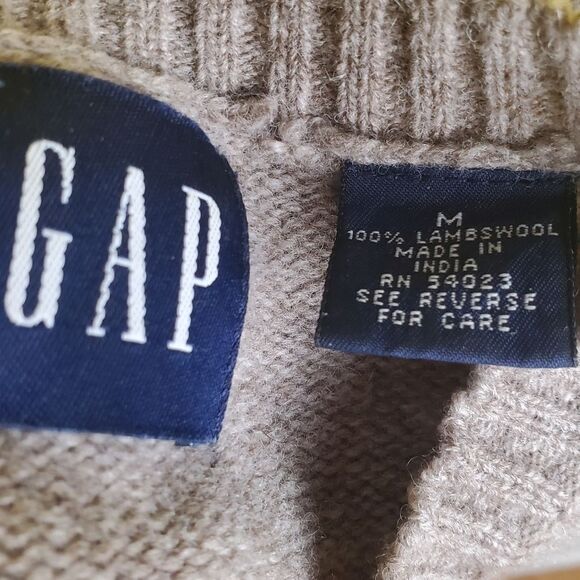 GAP
M
100% LAMBSWOOL
MADE IN
INDIA
RN 54023
SEE REVERSE
FOR CARE